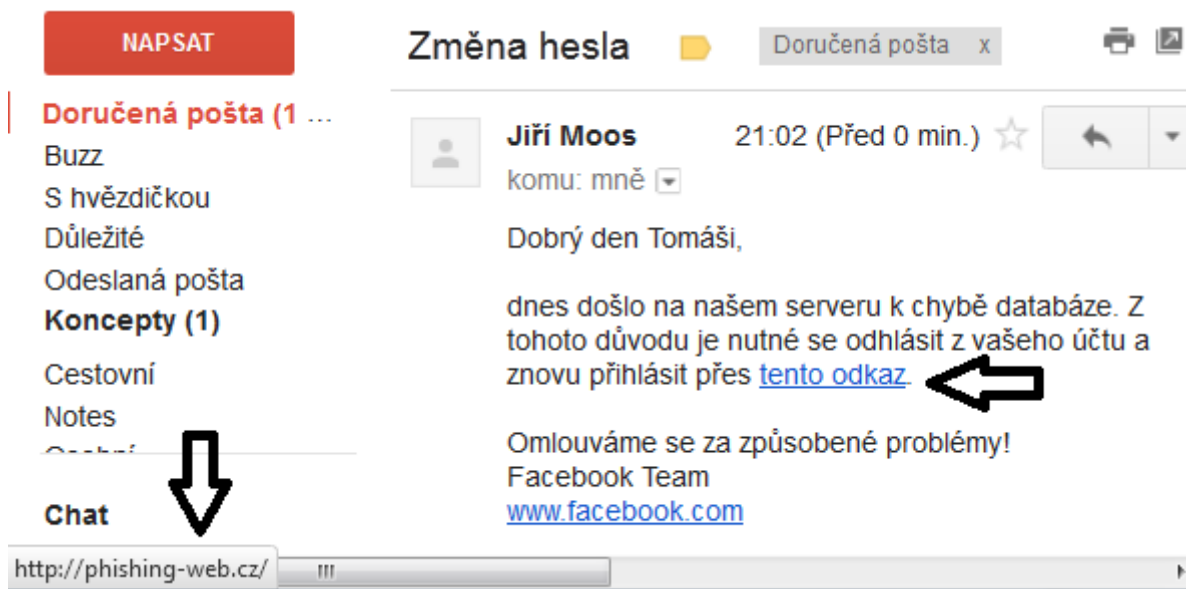 NAPSAT
Doručená pošta (1 ...
Buzz
S hvězdičkou
Důležité
Odeslaná pošta
Koncepty (1)
Cestovní
Notes
Osobní
Chat
http://phishing-web.cz/
Změna hesla
Doručená pošta x
Jiří Moos 21:02 (Před 0 min.)
komu: mně
Dobrý den Tomáši,
dnes došlo na našem serveru k chybě databáze. Z
tohoto důvodu je nutné se odhlásit z vašeho účtu a
znovu přihlásit přes tento odkaz.
Omlouváme se za způsobené problémy!
Facebook Team
www.facebook.com